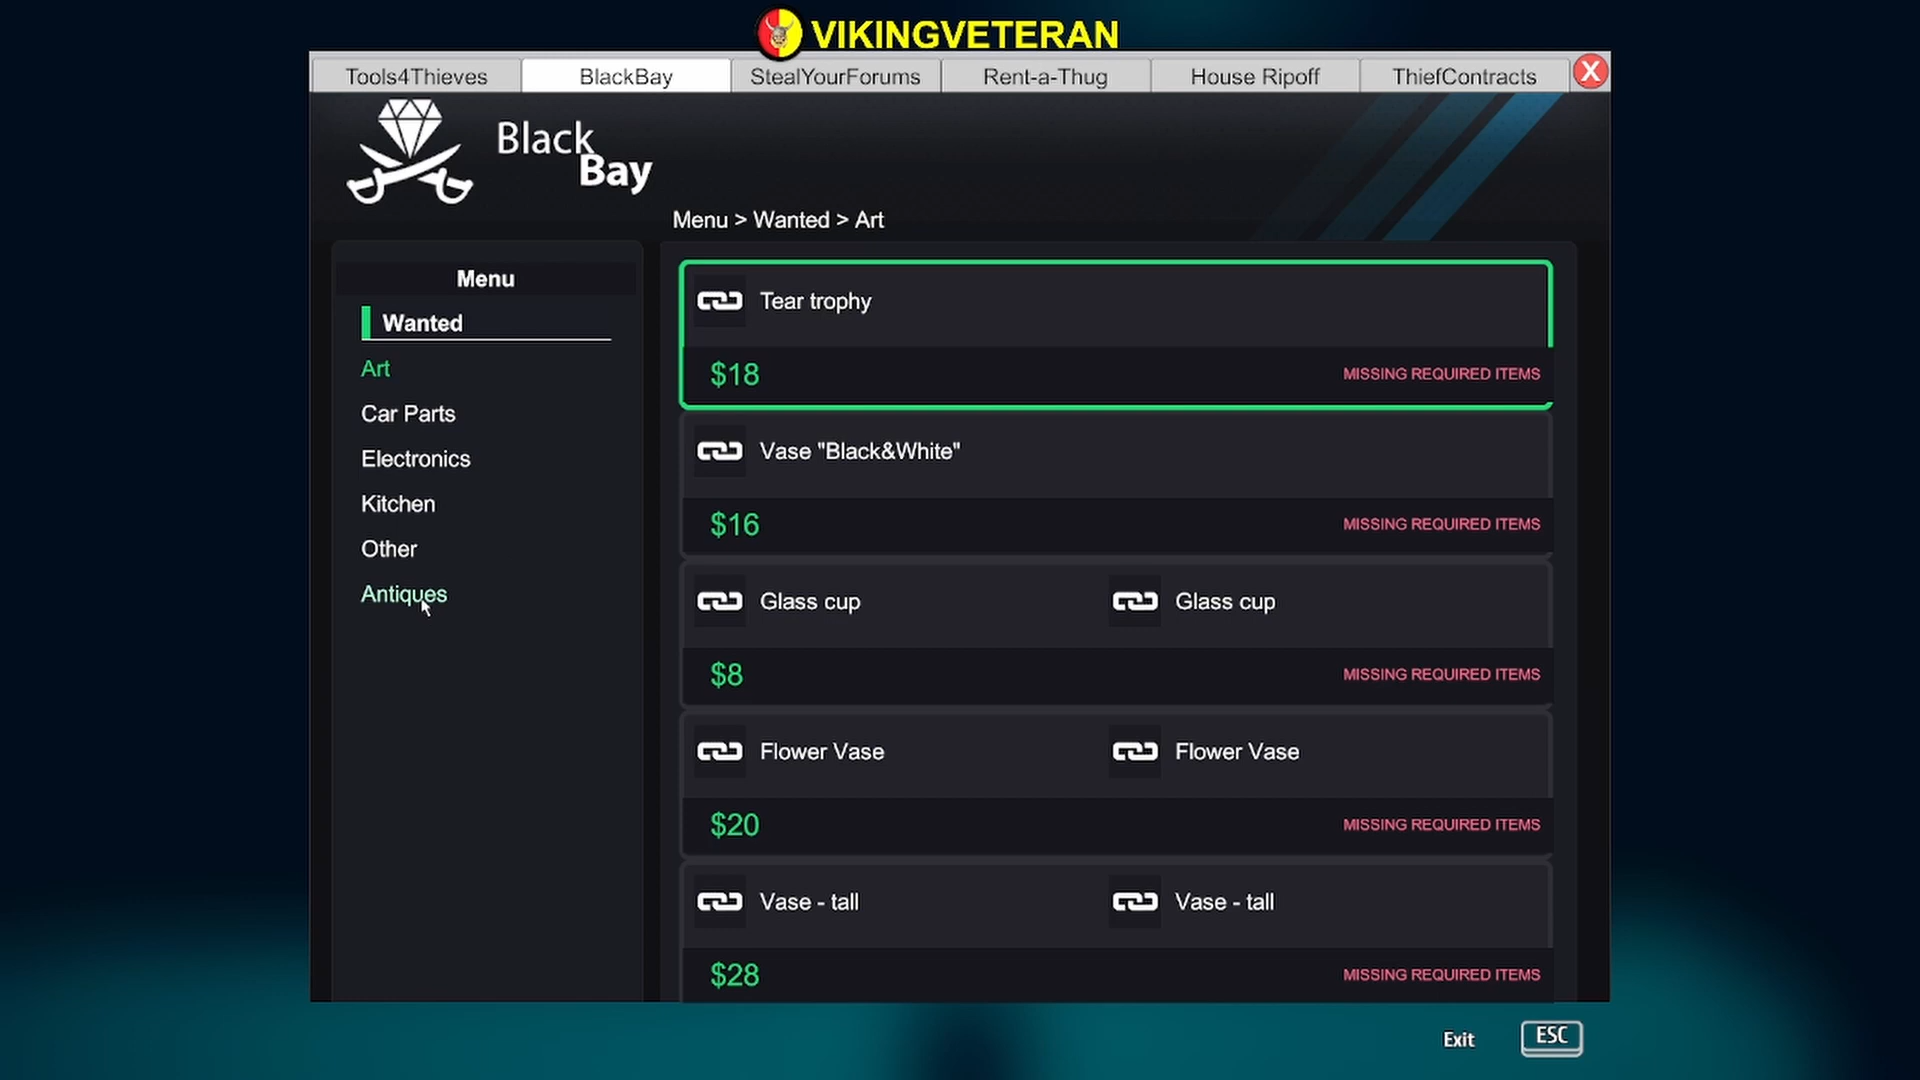 VIKINGVETERAN
Tools4Thieves BlackBay StealYourForums Rent-a-Thug House Ripoff ThiefContracts X
Black
Bay
Menu > Wanted > Art
Menu
Wanted
Art
Car Parts
Electronics
Kitchen
Other
Antiques
Tear trophy
$18 MISSING REQUIRED ITEMS
Vase "Black&White"
$16 MISSING REQUIRED ITEMS
Glass cup Glass cup
$8 MISSING REQUIRED ITEMS
Flower Vase Flower Vase
$20 MISSING REQUIRED ITEMS
Vase - tall Vase - tall
$28 MISSING REQUIRED ITEMS
Exit ESC